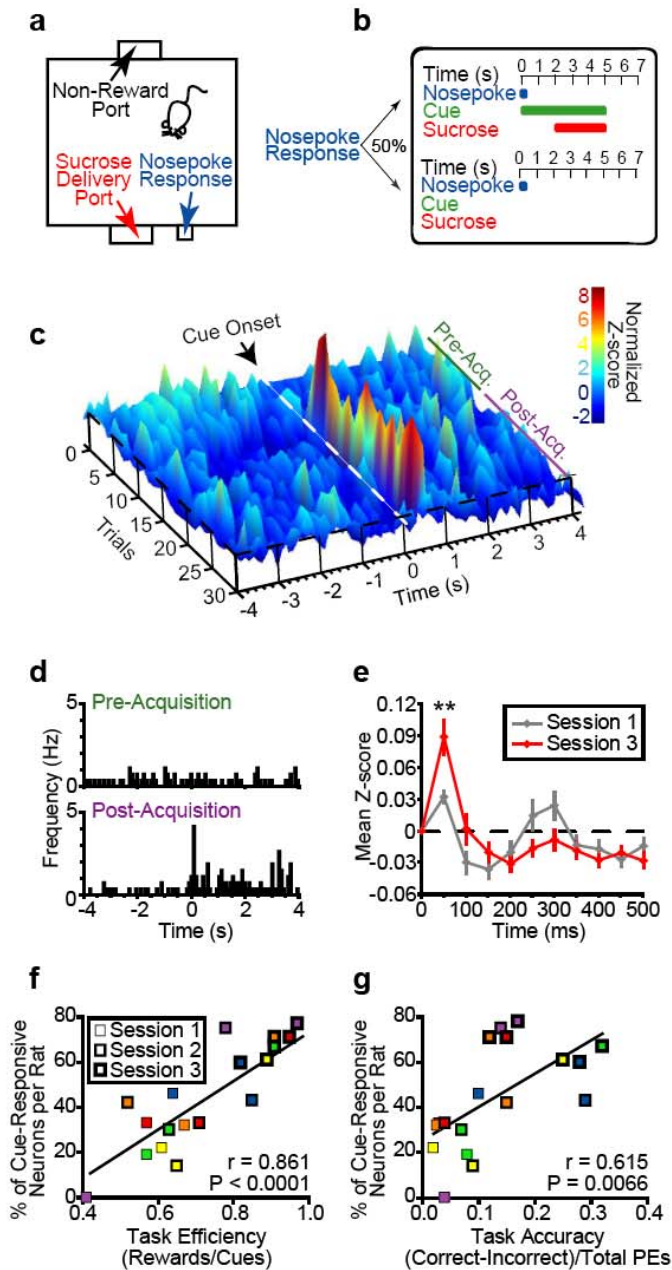 a
Non-Reward
Port
Sucrose
Delivery
Port
Nosepoke
Response
b
Nosepoke
Response
50%
Time (s)
0 1 2 3 4 5 6 7
Nosepoke
Cue
Sucrose
Time (s)
0 1 2 3 4 5 6 7
Nosepoke
Cue
Sucrose
c
Cue Onset
Pre-Acq.
Post-Acq.
8
6
4
2
0
-2
Normalized
Z-score
0
5
10
15
20
25
30
Trials
-4
-3
-2
-1
0
1
2
3
4
Time (s)
d
Pre-Acquisition
5
0
Post-Acquisition
5
0
Frequency (Hz)
-4 -2 0 2 4
Time (s)
e
**
Session 1
Session 3
0.12
0.09
0.06
0.03
0
-0.03
-0.06
Mean Z-score
0 100 200 300 400 500
Time (ms)
f
Session 1
Session 2
Session 3
80
60
40
20
0
% of Cue-Responsive
Neurons per Rat
r = 0.861
P < 0.0001
0.4 0.6 0.8 1.0
Task Efficiency
(Rewards/Cues)
g
80
60
40
20
0
% of Cue-Responsive
Neurons per Rat
r = 0.615
P = 0.0066
0.0 0.1 0.2 0.3 0.4
Task Accuracy
(Correct-Incorrect)/Total PEs